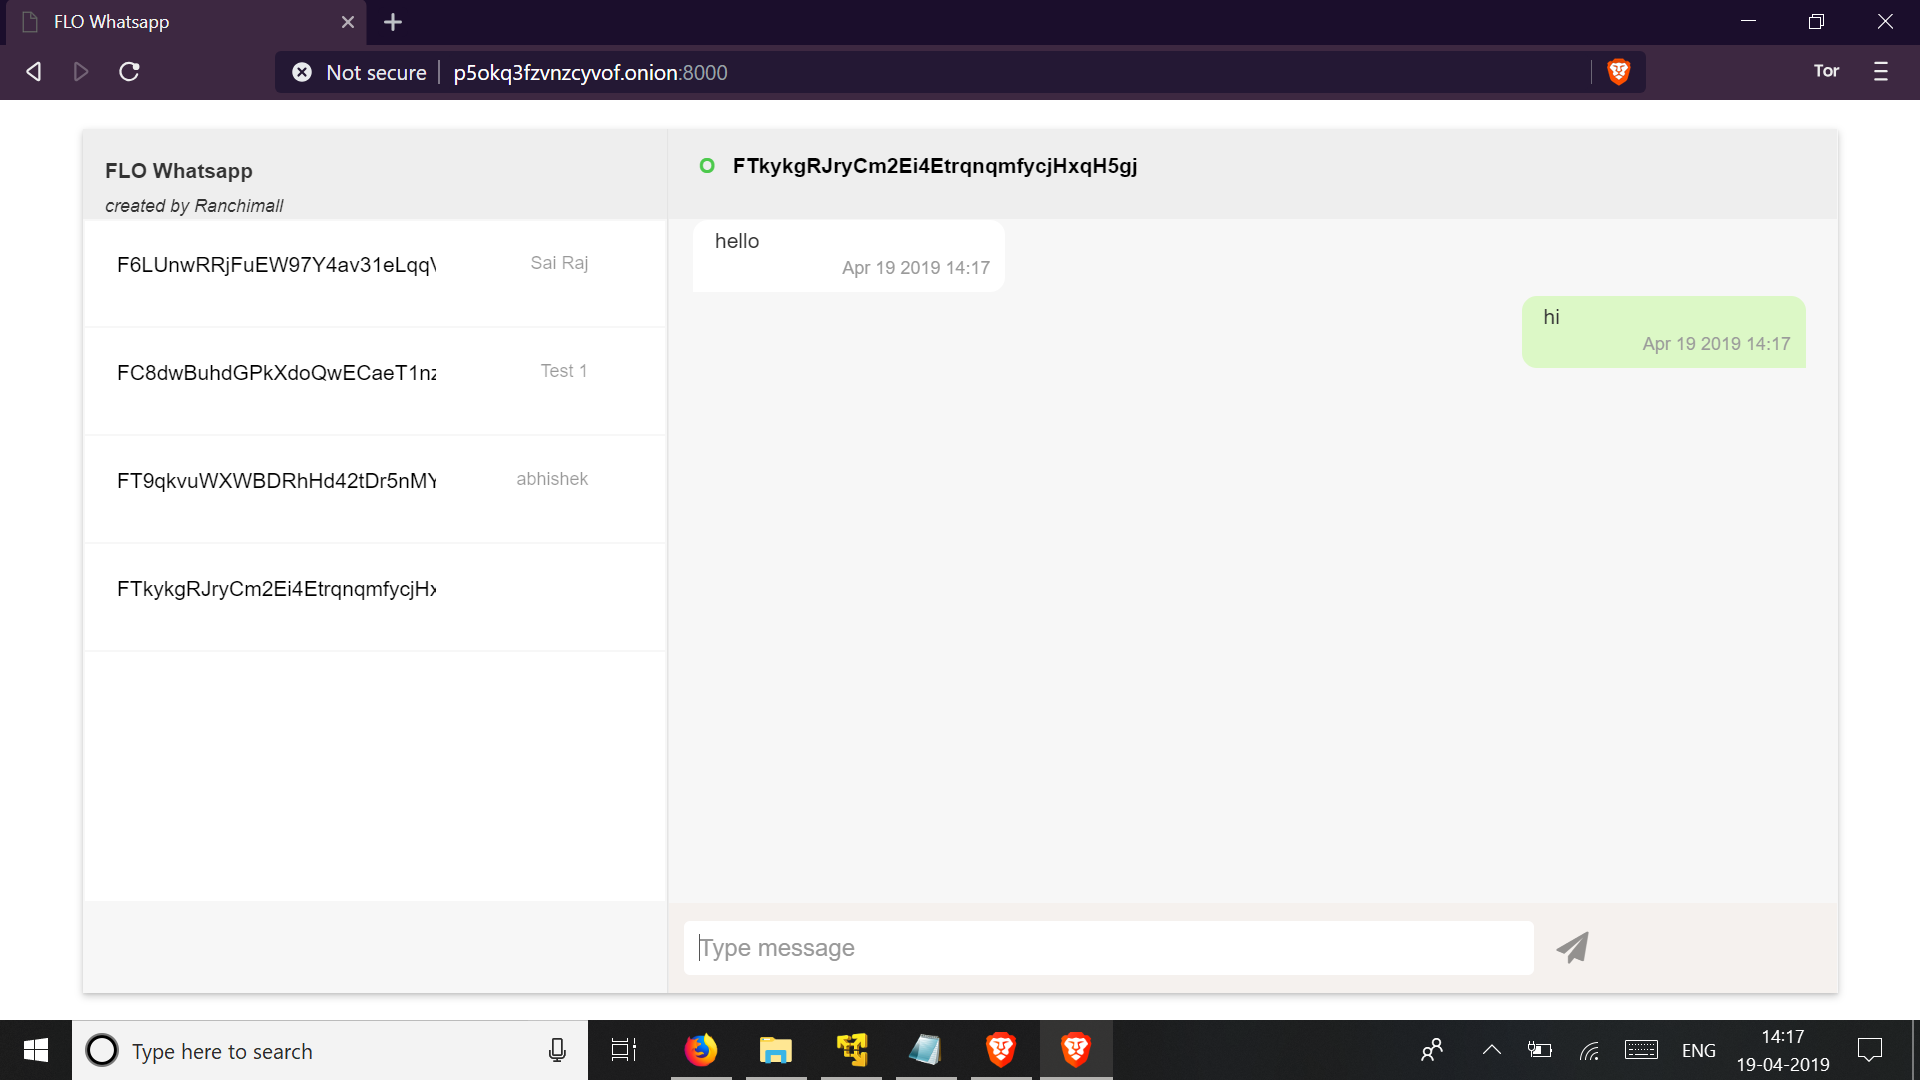 FLO Whatsapp
Not secure
p5okq3fzvnzcyvof.onion:8000
Tor
FLO Whatsapp
created by Ranchimall
F6LUnwRRjFuEW97Y4av31eLqq
Sai Raj
FC8dwBuhdGPkXdoQwECaeT1nz
Test 1
FT9qkvuWXWBDRhHd42tDr5nMY
abhishek
FTkykgRJryCm2Ei4EtrqnqmfycjHx
O FTkykgRJryCm2Ei4EtrqnqmfycjHxqH5gj
hello
Apr 19 2019 14:17
hi
Apr 19 2019 14:17
Type message
Type here to search
ENG
14:17
19-04-2019